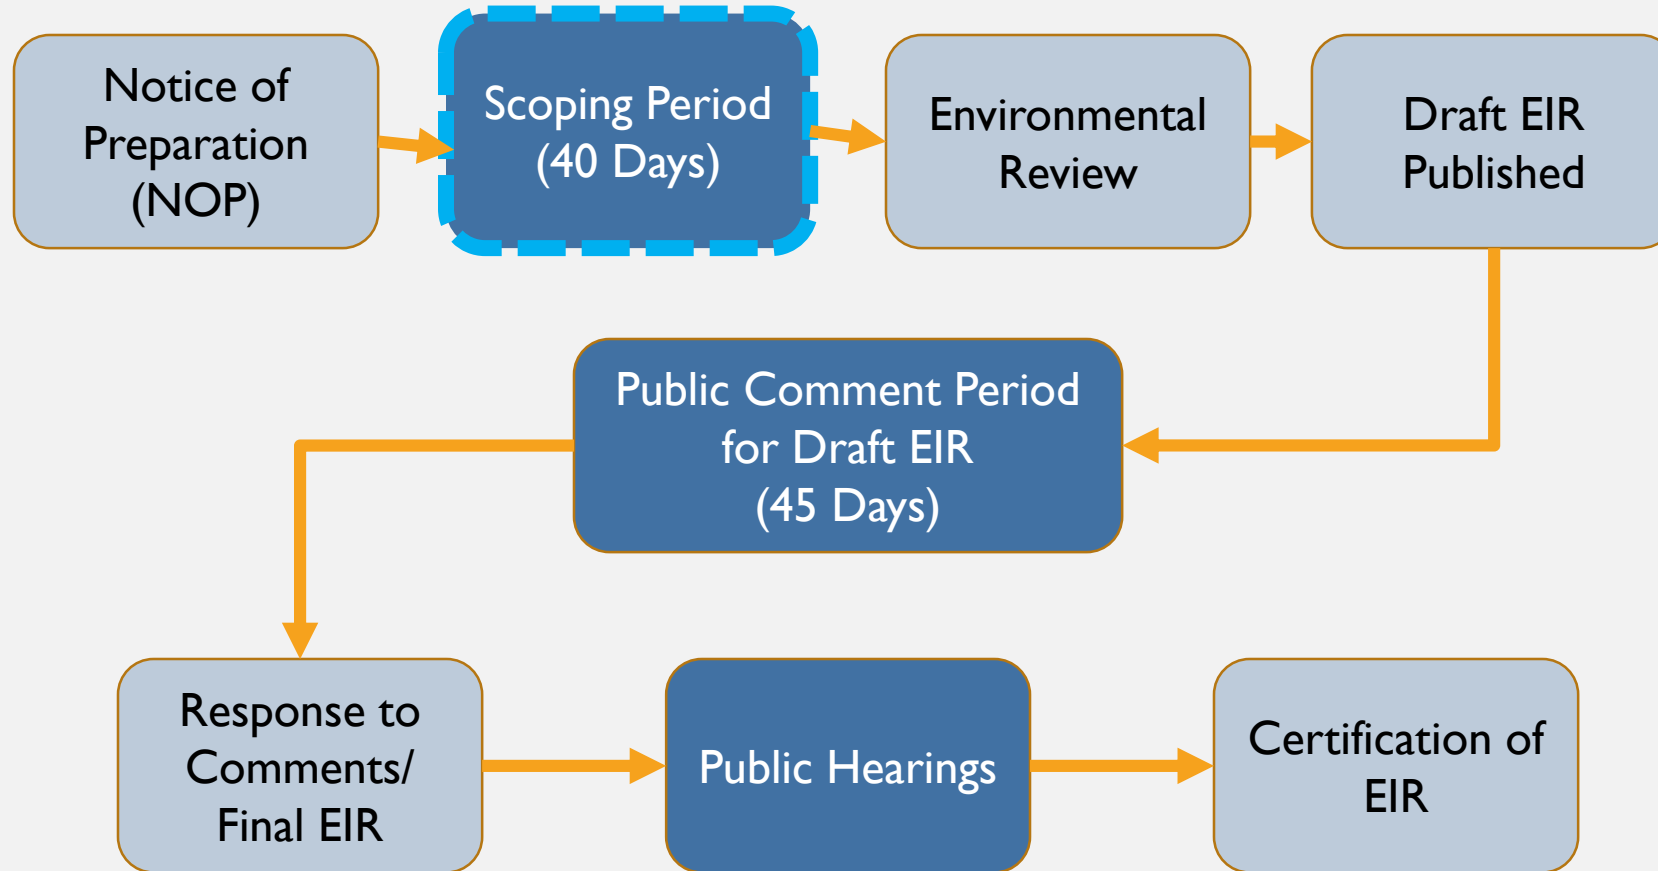 Notice of
Preparation
(NOP)
Scoping Period
(40 Days)
Environmental
Review
Draft EIR
Published
Public Comment Period
for Draft EIR
(45 Days)
Response to
Comments/
Final EIR
Public Hearings
Certification of
EIR